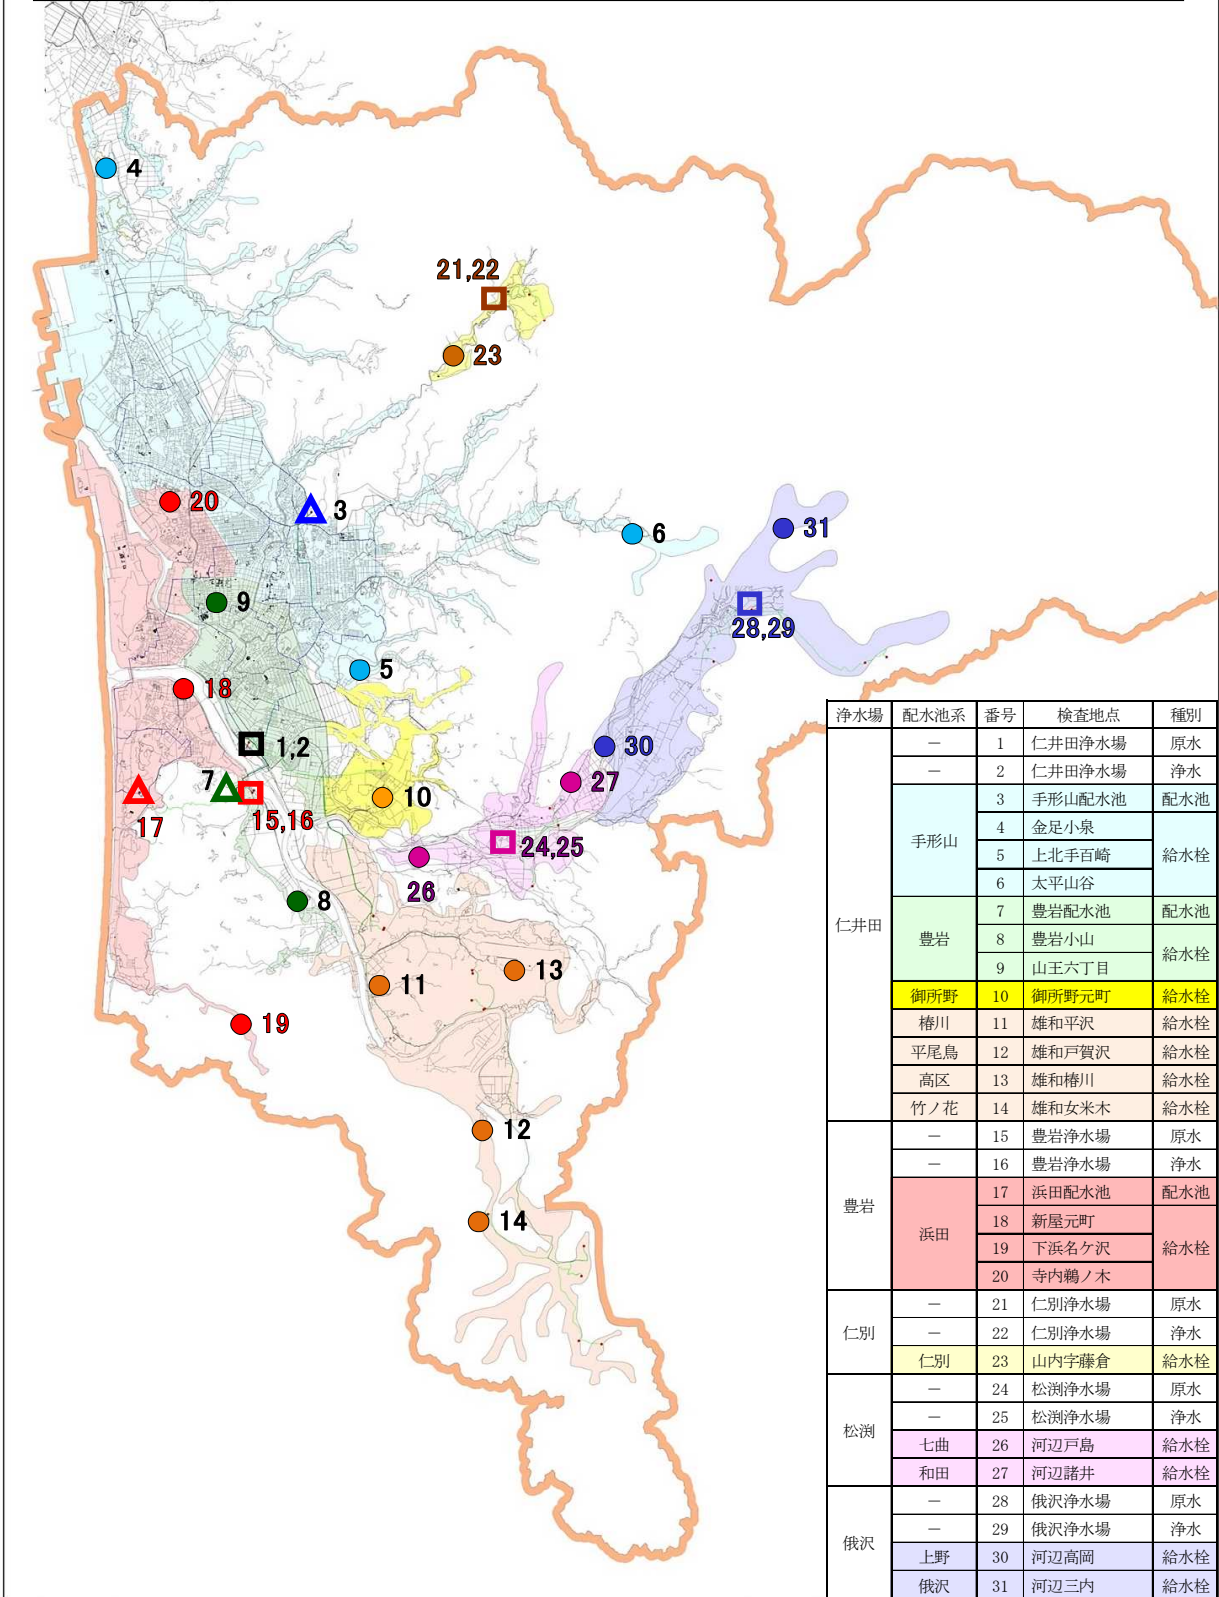 4
21,22
23
20
3
6
31
9
28,29
5
18
1,2
30
7
27
10
17
15,16
24,25
26
8
13
11
19
12
14
浄水場 配水池系 番号 検査地点 種別
仁井田 － 1 仁井田浄水場 原水
－ 2 仁井田浄水場 浄水
手形山 3 手形山配水池 配水池
4 金足小泉 給水栓
5 上北手百崎
6 太平山谷
豊岩 7 豊岩配水池 配水池
8 豊岩小山 給水栓
9 山王六丁目
御所野 10 御所野元町 給水栓
椿川 11 雄和平沢 給水栓
平尾鳥 12 雄和戸賀沢 給水栓
高区 13 雄和椿川 給水栓
竹ノ花 14 雄和女米木 給水栓
豊岩 － 15 豊岩浄水場 原水
－ 16 豊岩浄水場 浄水
浜田 17 浜田配水池 配水池
18 新屋元町 給水栓
19 下浜名ケ沢
20 寺内鵜ノ木
仁別 － 21 仁別浄水場 原水
－ 22 仁別浄水場 浄水
仁別 23 山内字藤倉 給水栓
松渕 － 24 松渕浄水場 原水
－ 25 松渕浄水場 浄水
七曲 26 河辺戸島 給水栓
和田 27 河辺諸井 給水栓
俄沢 － 28 俄沢浄水場 原水
－ 29 俄沢浄水場 浄水
上野 30 河辺高岡 給水栓
俄沢 31 河辺三内 給水栓